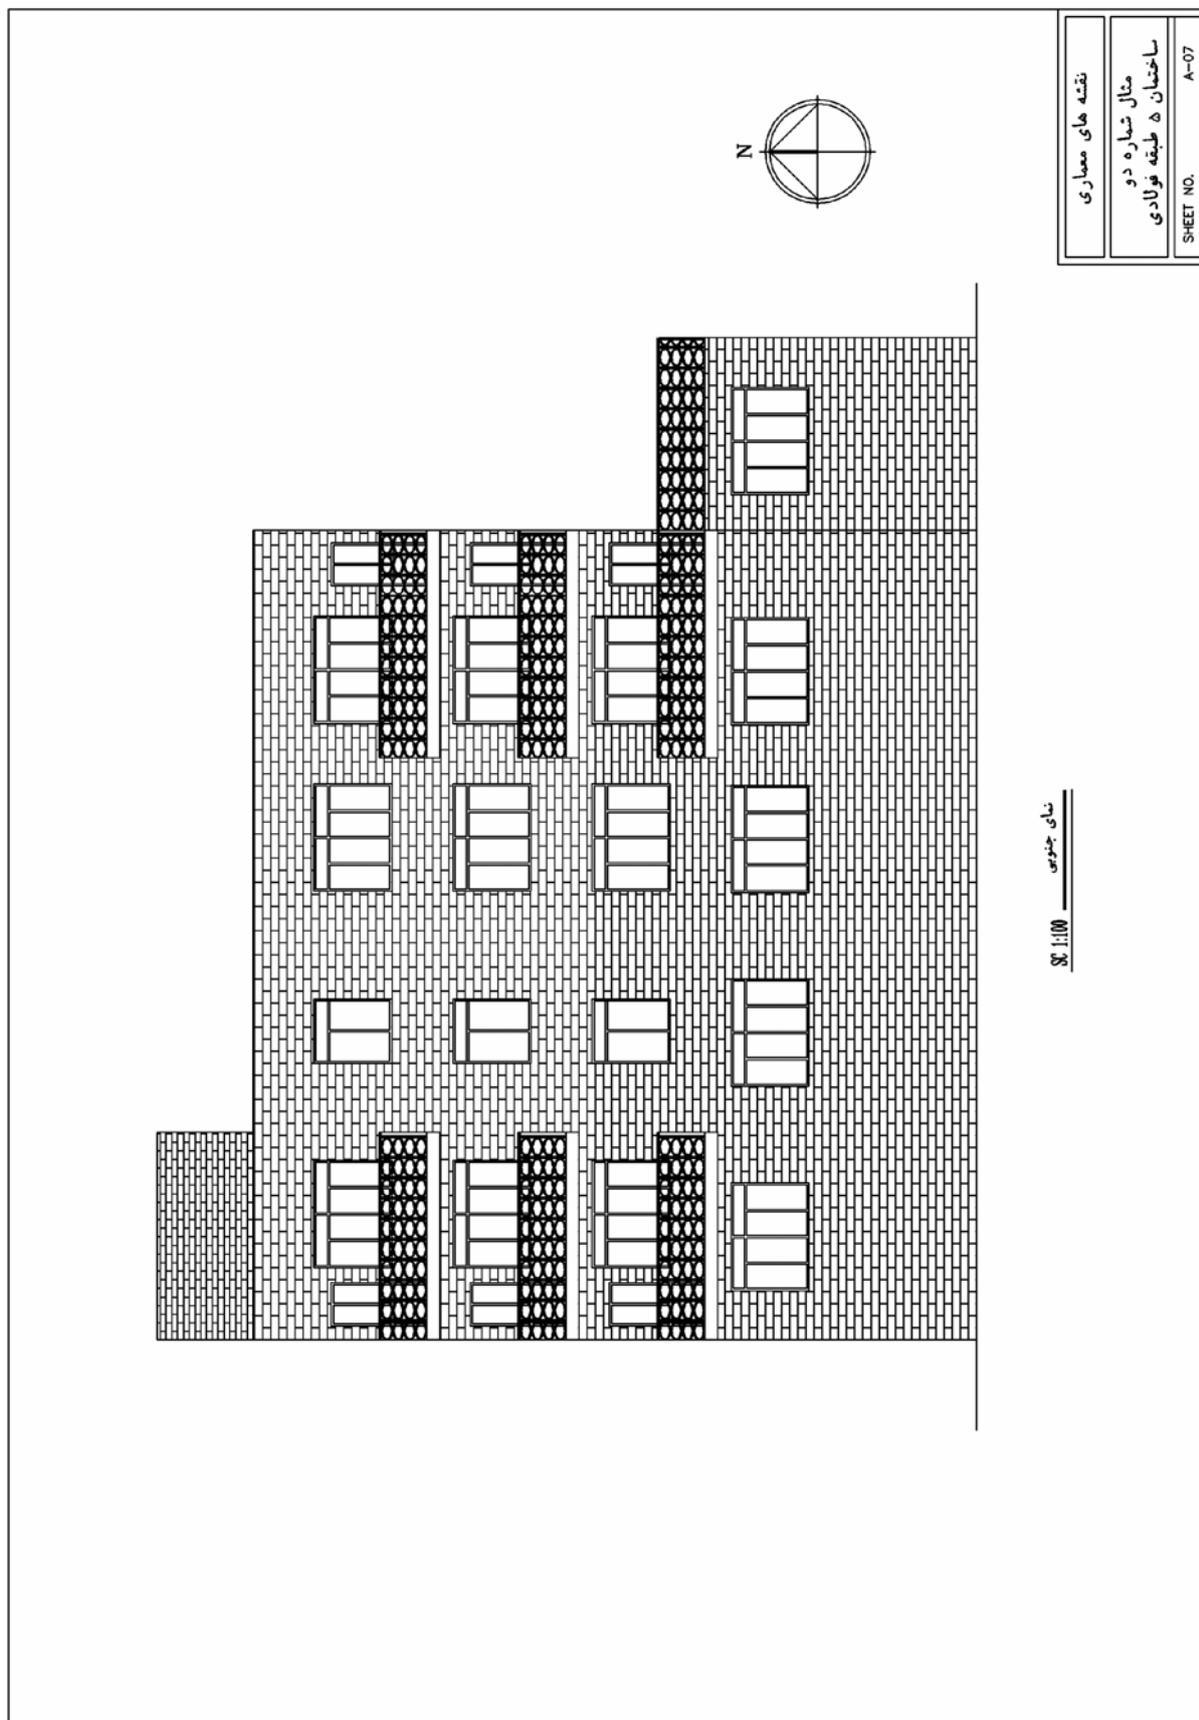 N
نقشه های معماری
مثال شماره دو
ساختمان ۵ طبقه فولادی
SHEET NO. A-07
نمای جنوبی
SC 1:100